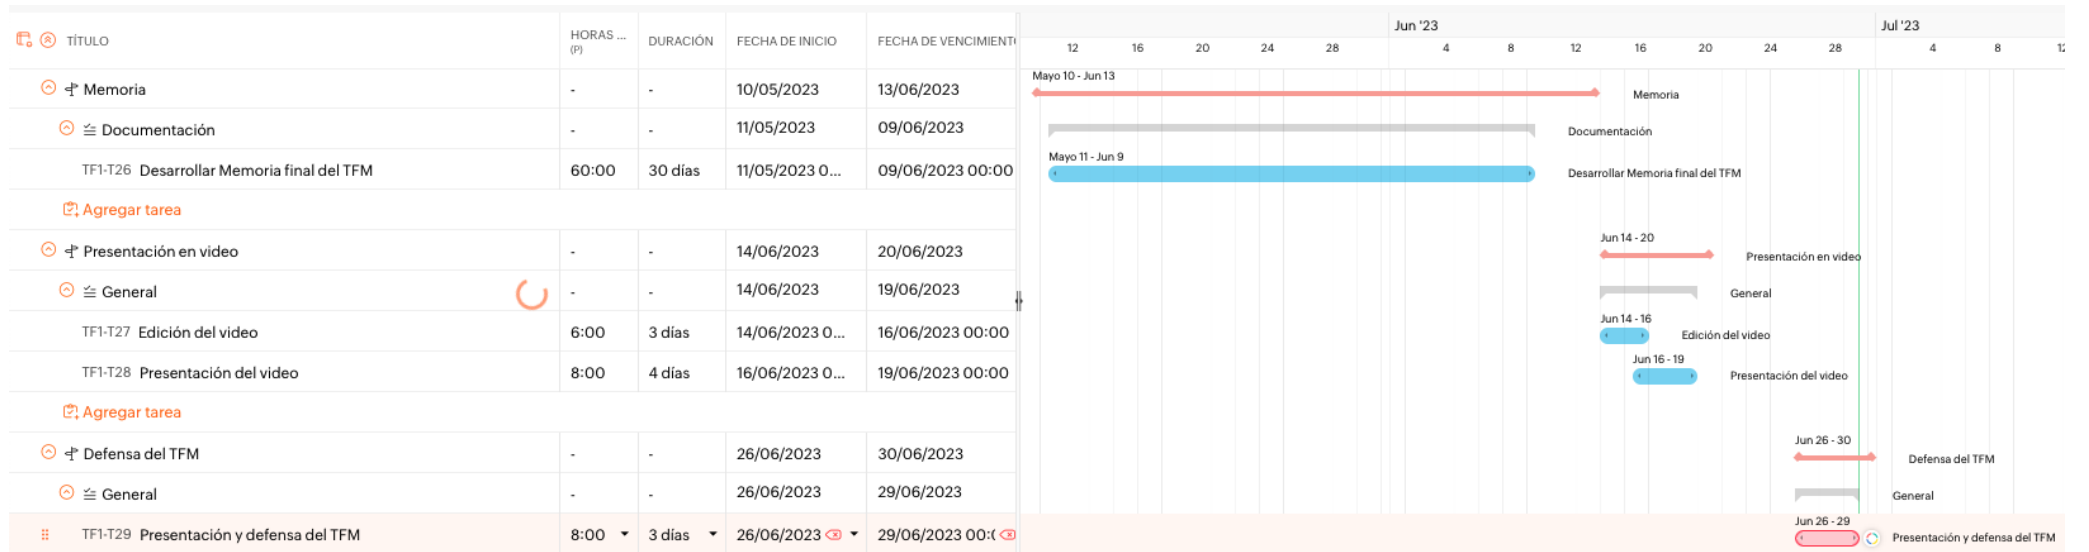 TÍTULO HORAS ... (P) DURACIÓN FECHA DE INICIO FECHA DE VENCIMIENTO
Jun '23 Jul '23
12 16 20 24 28 4 8 12 16 20 24 28 4 8 12
Memoria - - 10/05/2023 13/06/2023 Mayo 10 - Jun 13 Memoria
Documentación - - 11/05/2023 09/06/2023 Documentación
TF1-T26 Desarrollar Memoria final del TFM 60:00 30 días 11/05/2023 0... 09/06/2023 00:00 Mayo 11 - Jun 9 Desarrollar Memoria final del TFM
Agregar tarea
Presentación en video - - 14/06/2023 20/06/2023 Jun 14 - 20 Presentación en video
General - - 14/06/2023 19/06/2023 General
TF1-T27 Edición del video 6:00 3 días 14/06/2023 0... 16/06/2023 00:00 Jun 14 - 16 Edición del video
TF1-T28 Presentación del video 8:00 4 días 16/06/2023 0... 19/06/2023 00:00 Jun 16 - 19 Presentación del video
Agregar tarea
Defensa del TFM - - 26/06/2023 30/06/2023 Jun 26 - 30 Defensa del TFM
General - - 26/06/2023 29/06/2023 General
TF1-T29 Presentación y defensa del TFM 8:00 3 días 26/06/2023 29/06/2023 00:( Jun 26 - 29 Presentación y defensa del TFM